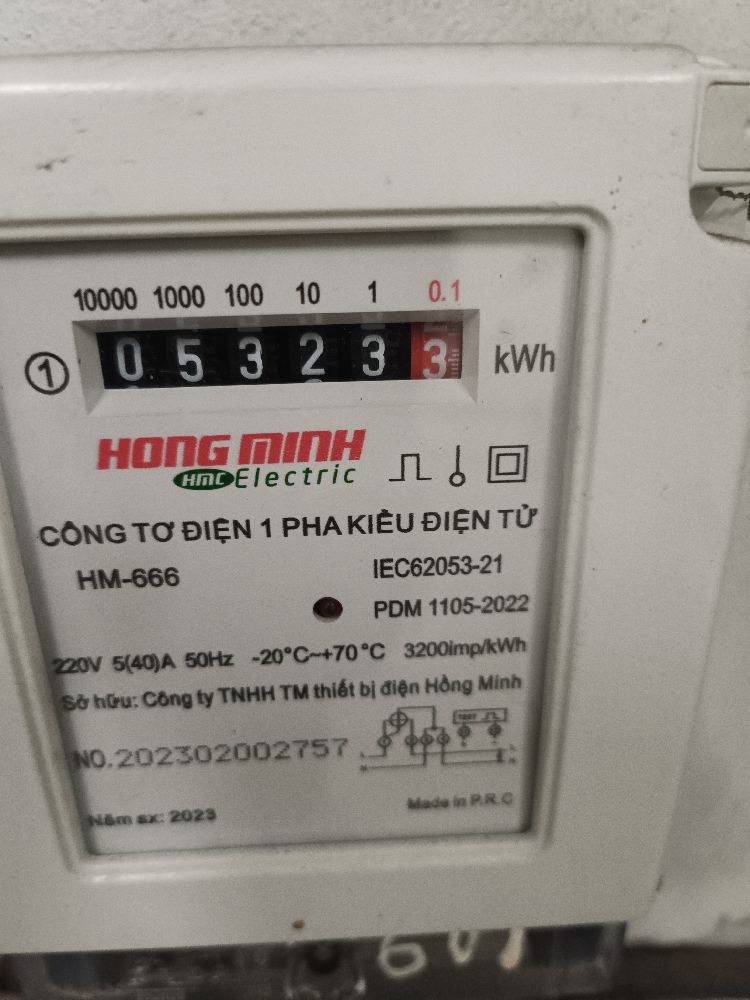 10000 1000 100 10 1 0.1
1 0 5 3 2 3 3 kWh
HONG MINH
HMC Electric
CÔNG TƠ ĐIỆN 1 PHA KIỂU ĐIỆN TỬ
HM-666 IEC62053-21
PDM 1105-2022
220V 5(40)A 50Hz -20°C~+70°C 3200imp/kWh
Sở hữu: Công ty TNHH TM thiết bị điện Hồng Minh
NO.202302002757
Năm sx: 2023 Made in P.R.C